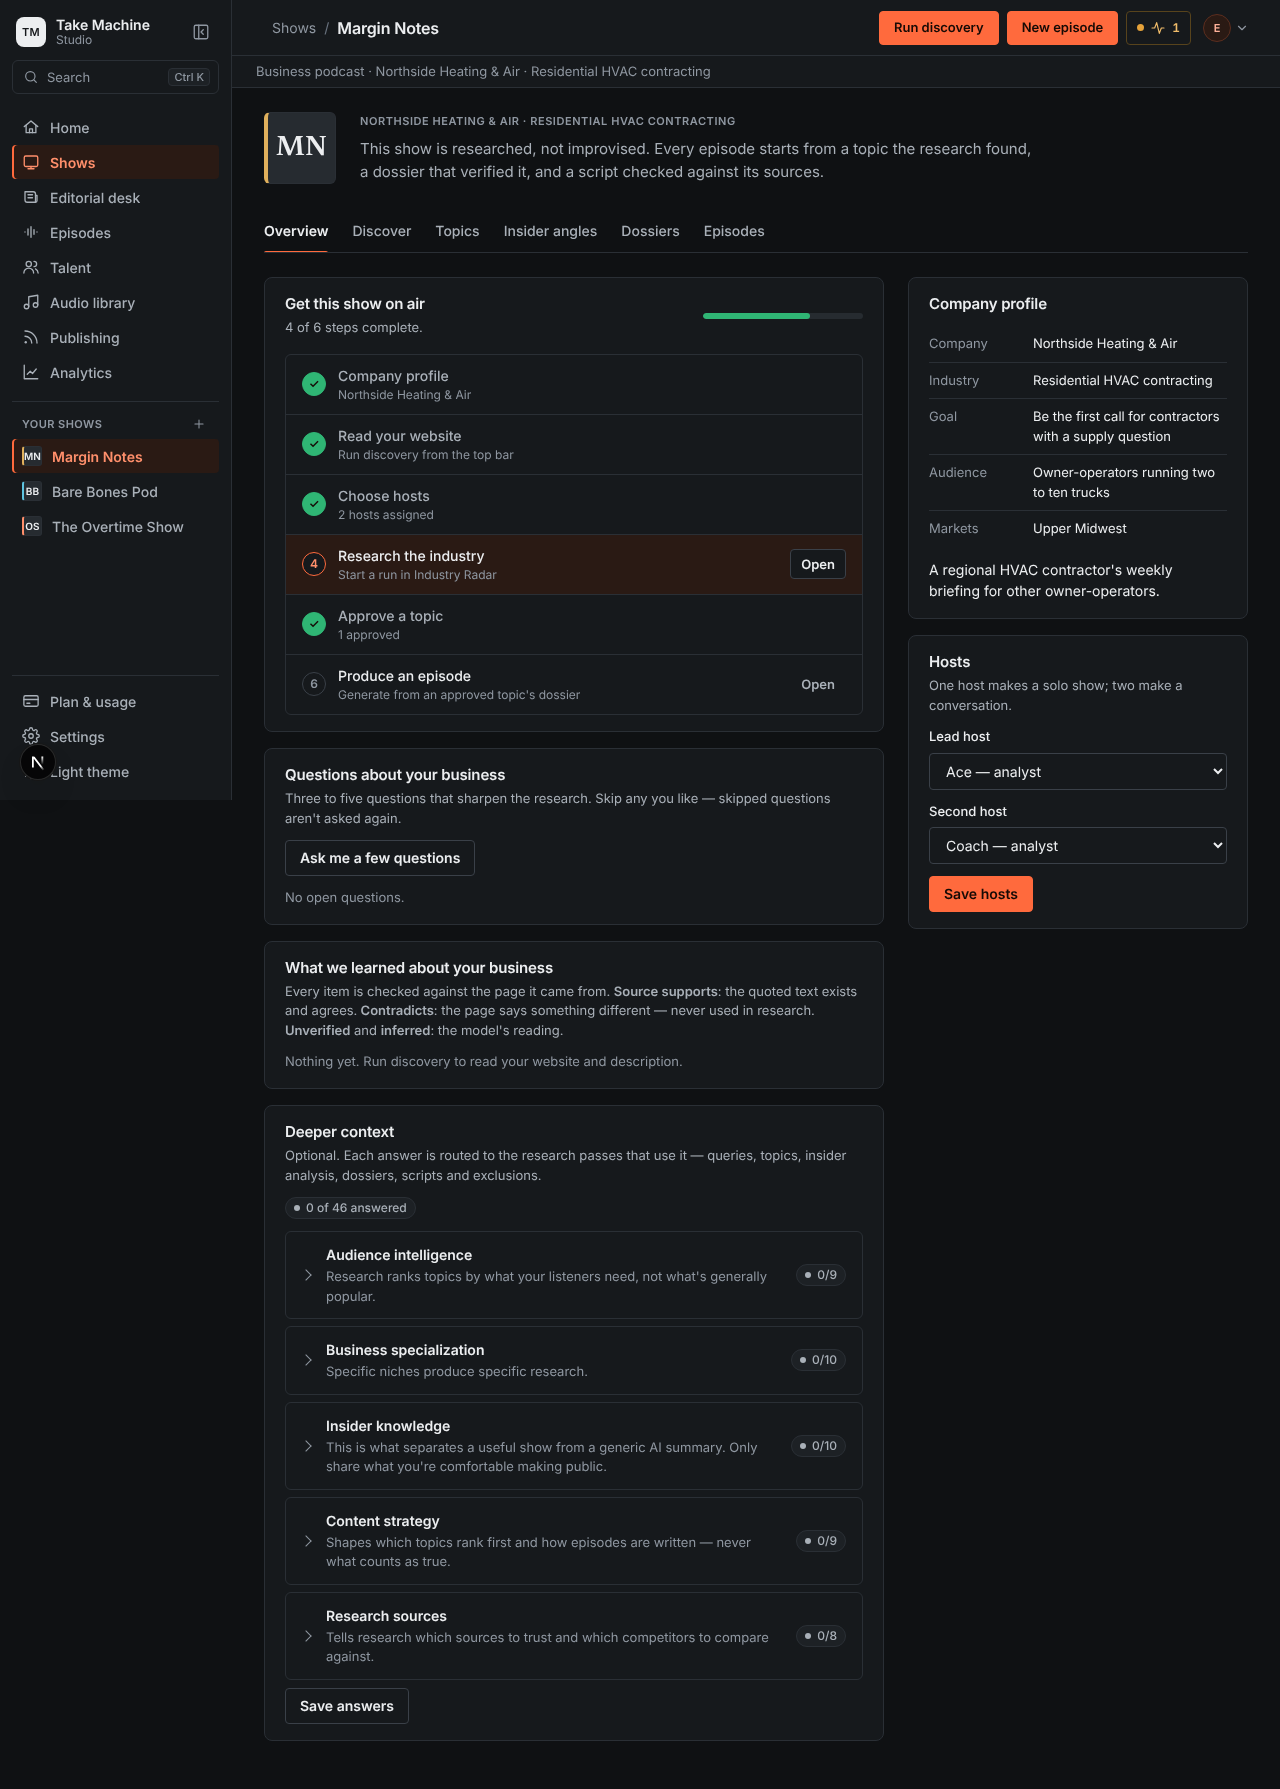 TM
Take Machine
Studio
Search
Ctrl K
Home
Shows
Editorial desk
Episodes
Talent
Audio library
Publishing
Analytics
YOUR SHOWS
MN Margin Notes
BB Bare Bones Pod
OS The Overtime Show
Plan & usage
Settings
Light theme
N
Shows / Margin Notes
Run discovery
New episode
1
E
Business podcast · Northside Heating & Air · Residential HVAC contracting
MN
NORTHSIDE HEATING & AIR · RESIDENTIAL HVAC CONTRACTING
This show is researched, not improvised. Every episode starts from a topic the research found,
a dossier that verified it, and a script checked against its sources.
Overview Discover Topics Insider angles Dossiers Episodes
Get this show on air
4 of 6 steps complete.
Company profile
Northside Heating & Air
Read your website
Run discovery from the top bar
Choose hosts
2 hosts assigned
4
Research the industry
Start a run in Industry Radar
Open
Approve a topic
1 approved
6
Produce an episode
Generate from an approved topic's dossier
Open
Questions about your business
Three to five questions that sharpen the research. Skip any you like — skipped questions
aren't asked again.
Ask me a few questions
No open questions.
What we learned about your business
Every item is checked against the page it came from. Source supports: the quoted text exists
and agrees. Contradicts: the page says something different — never used in research.
Unverified and inferred: the model's reading.
Nothing yet. Run discovery to read your website and description.
Deeper context
Optional. Each answer is routed to the research passes that use it — queries, topics, insider
analysis, dossiers, scripts and exclusions.
0 of 46 answered
Audience intelligence
Research ranks topics by what your listeners need, not what's generally
popular.
0/9
Business specialization
Specific niches produce specific research.
0/10
Insider knowledge
This is what separates a useful show from a generic AI summary. Only
share what you're comfortable making public.
0/10
Content strategy
Shapes which topics rank first and how episodes are written — never
what counts as true.
0/9
Research sources
Tells research which sources to trust and which competitors to compare
against.
0/8
Save answers
Company profile
Company Northside Heating & Air
Industry Residential HVAC contracting
Goal Be the first call for contractors
with a supply question
Audience Owner-operators running two
to ten trucks
Markets Upper Midwest
A regional HVAC contractor's weekly
briefing for other owner-operators.
Hosts
One host makes a solo show; two make a
conversation.
Lead host
Ace — analyst
Second host
Coach — analyst
Save hosts